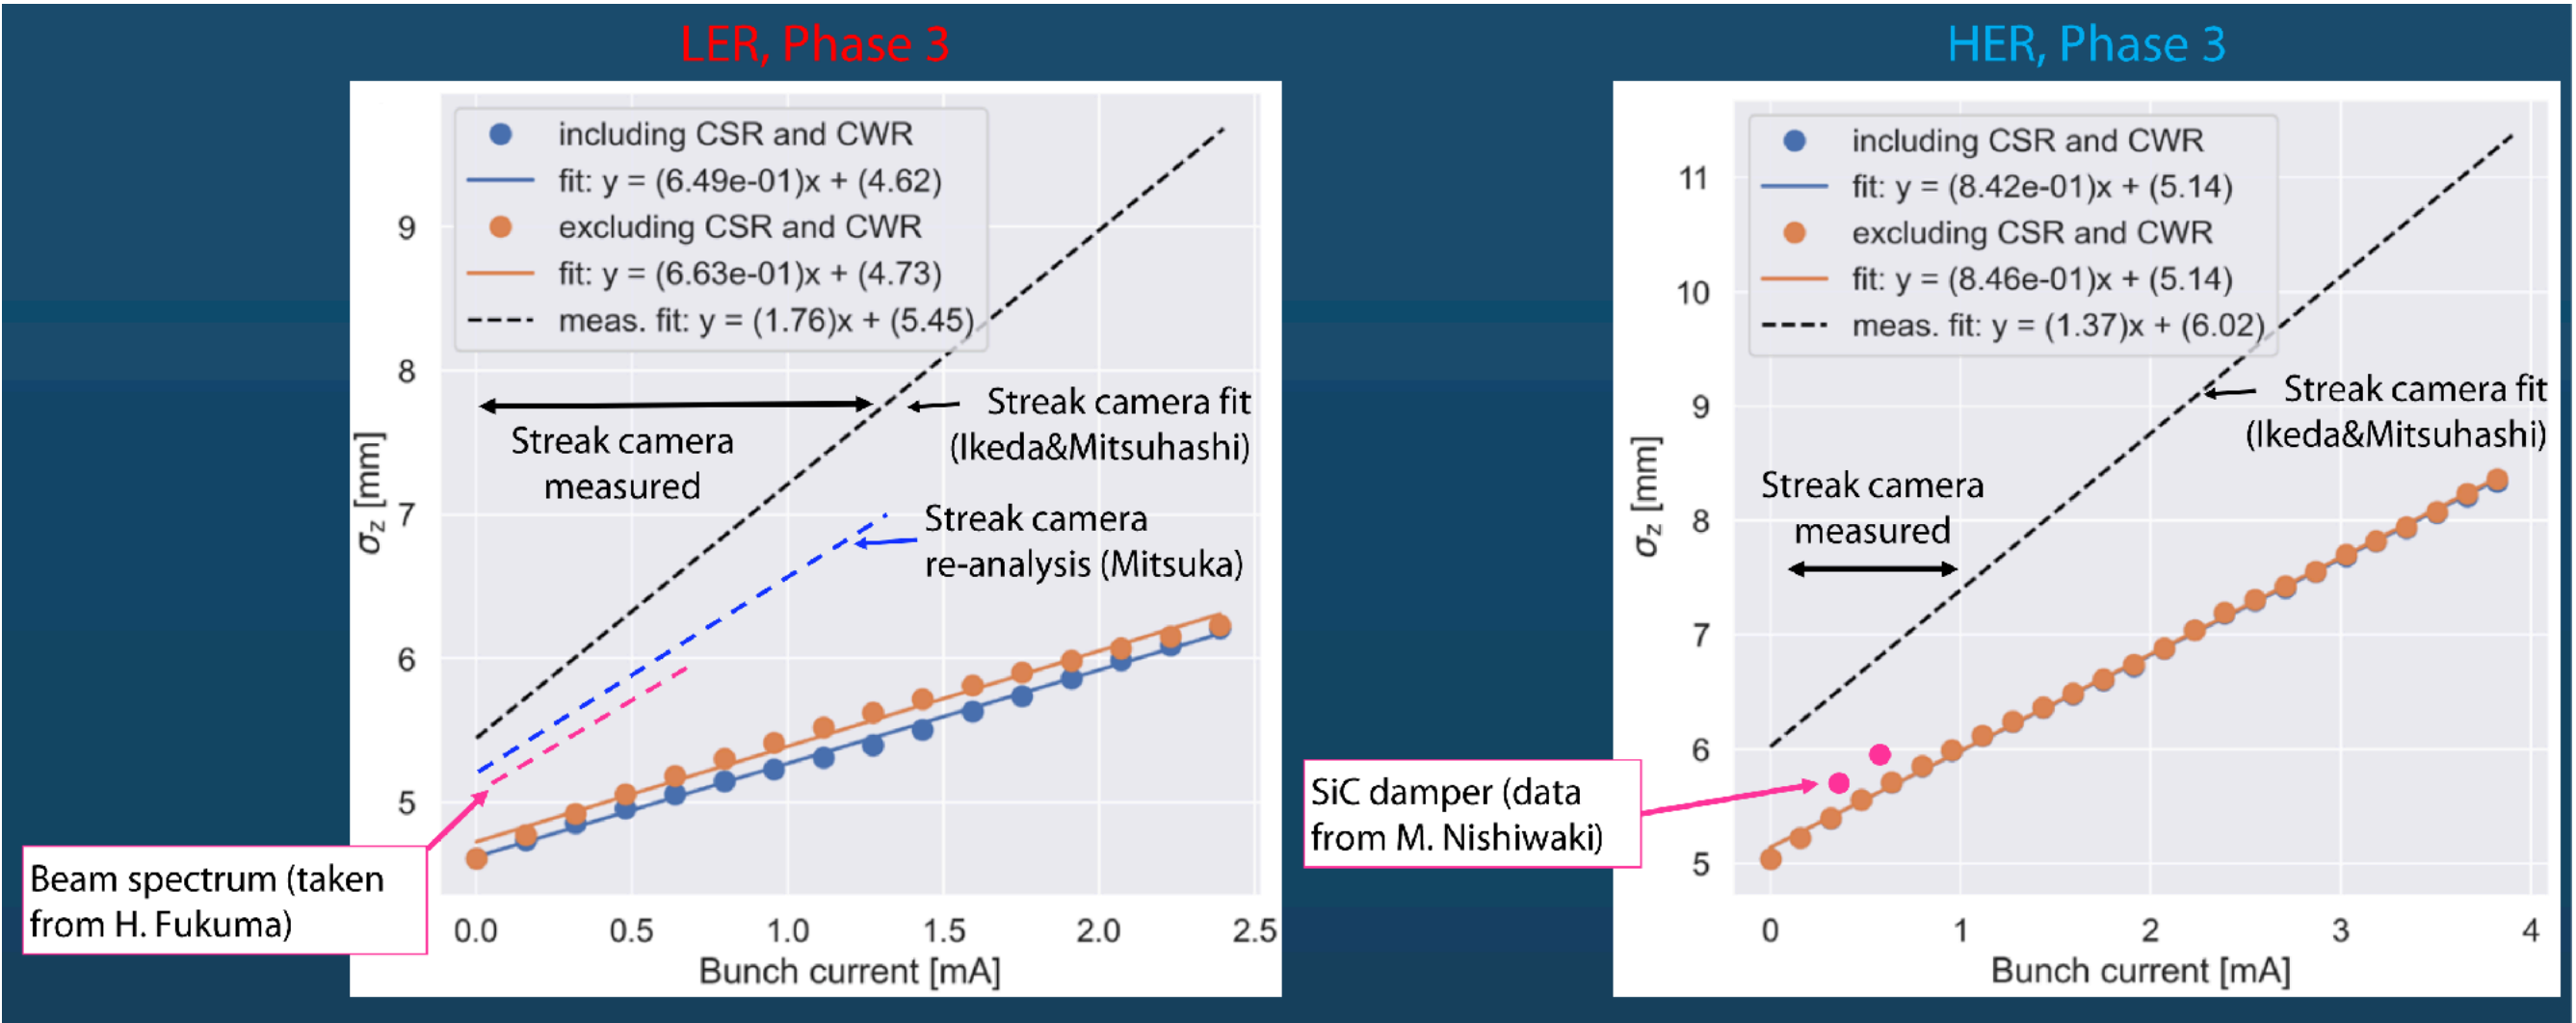 LER, Phase 3
including CSR and CWR
fit: y = (6.49e-01)x + (4.62)
excluding CSR and CWR
fit: y = (6.63e-01)x + (4.73)
meas. fit: y = (1.76)x + (5.45)
9
8
7
6
5
σz [mm]
Streak camera
measured
Streak camera fit
(Ikeda&Mitsuhashi)
Streak camera
re-analysis (Mitsuka)
Beam spectrum (taken
from H. Fukuma)
0.0 0.5 1.0 1.5 2.0 2.5
Bunch current [mA]
HER, Phase 3
including CSR and CWR
fit: y = (8.42e-01)x + (5.14)
excluding CSR and CWR
fit: y = (8.46e-01)x + (5.14)
meas. fit: y = (1.37)x + (6.02)
11
10
9
8
7
6
5
σz [mm]
Streak camera fit
(Ikeda&Mitsuhashi)
Streak camera
measured
SiC damper (data
from M. Nishiwaki)
0 1 2 3 4
Bunch current [mA]